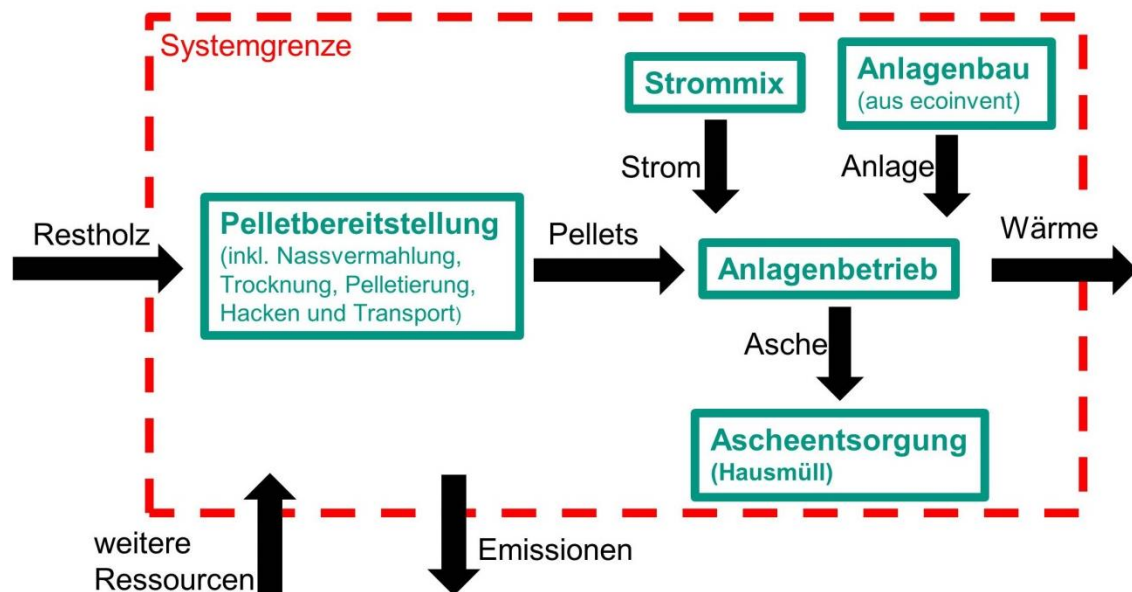 Systemgrenze
Strommix
Anlagenbau
(aus ecoinvent)
Strom
Anlage
Restholz
Pelletbereitstellung
(inkl. Nassvermahlung,
Trocknung, Pelletierung,
Hacken und Transport)
Pellets
Anlagenbetrieb
Wärme
Asche
Ascheentsorgung
(Hausmüll)
weitere
Ressourcen
Emissionen